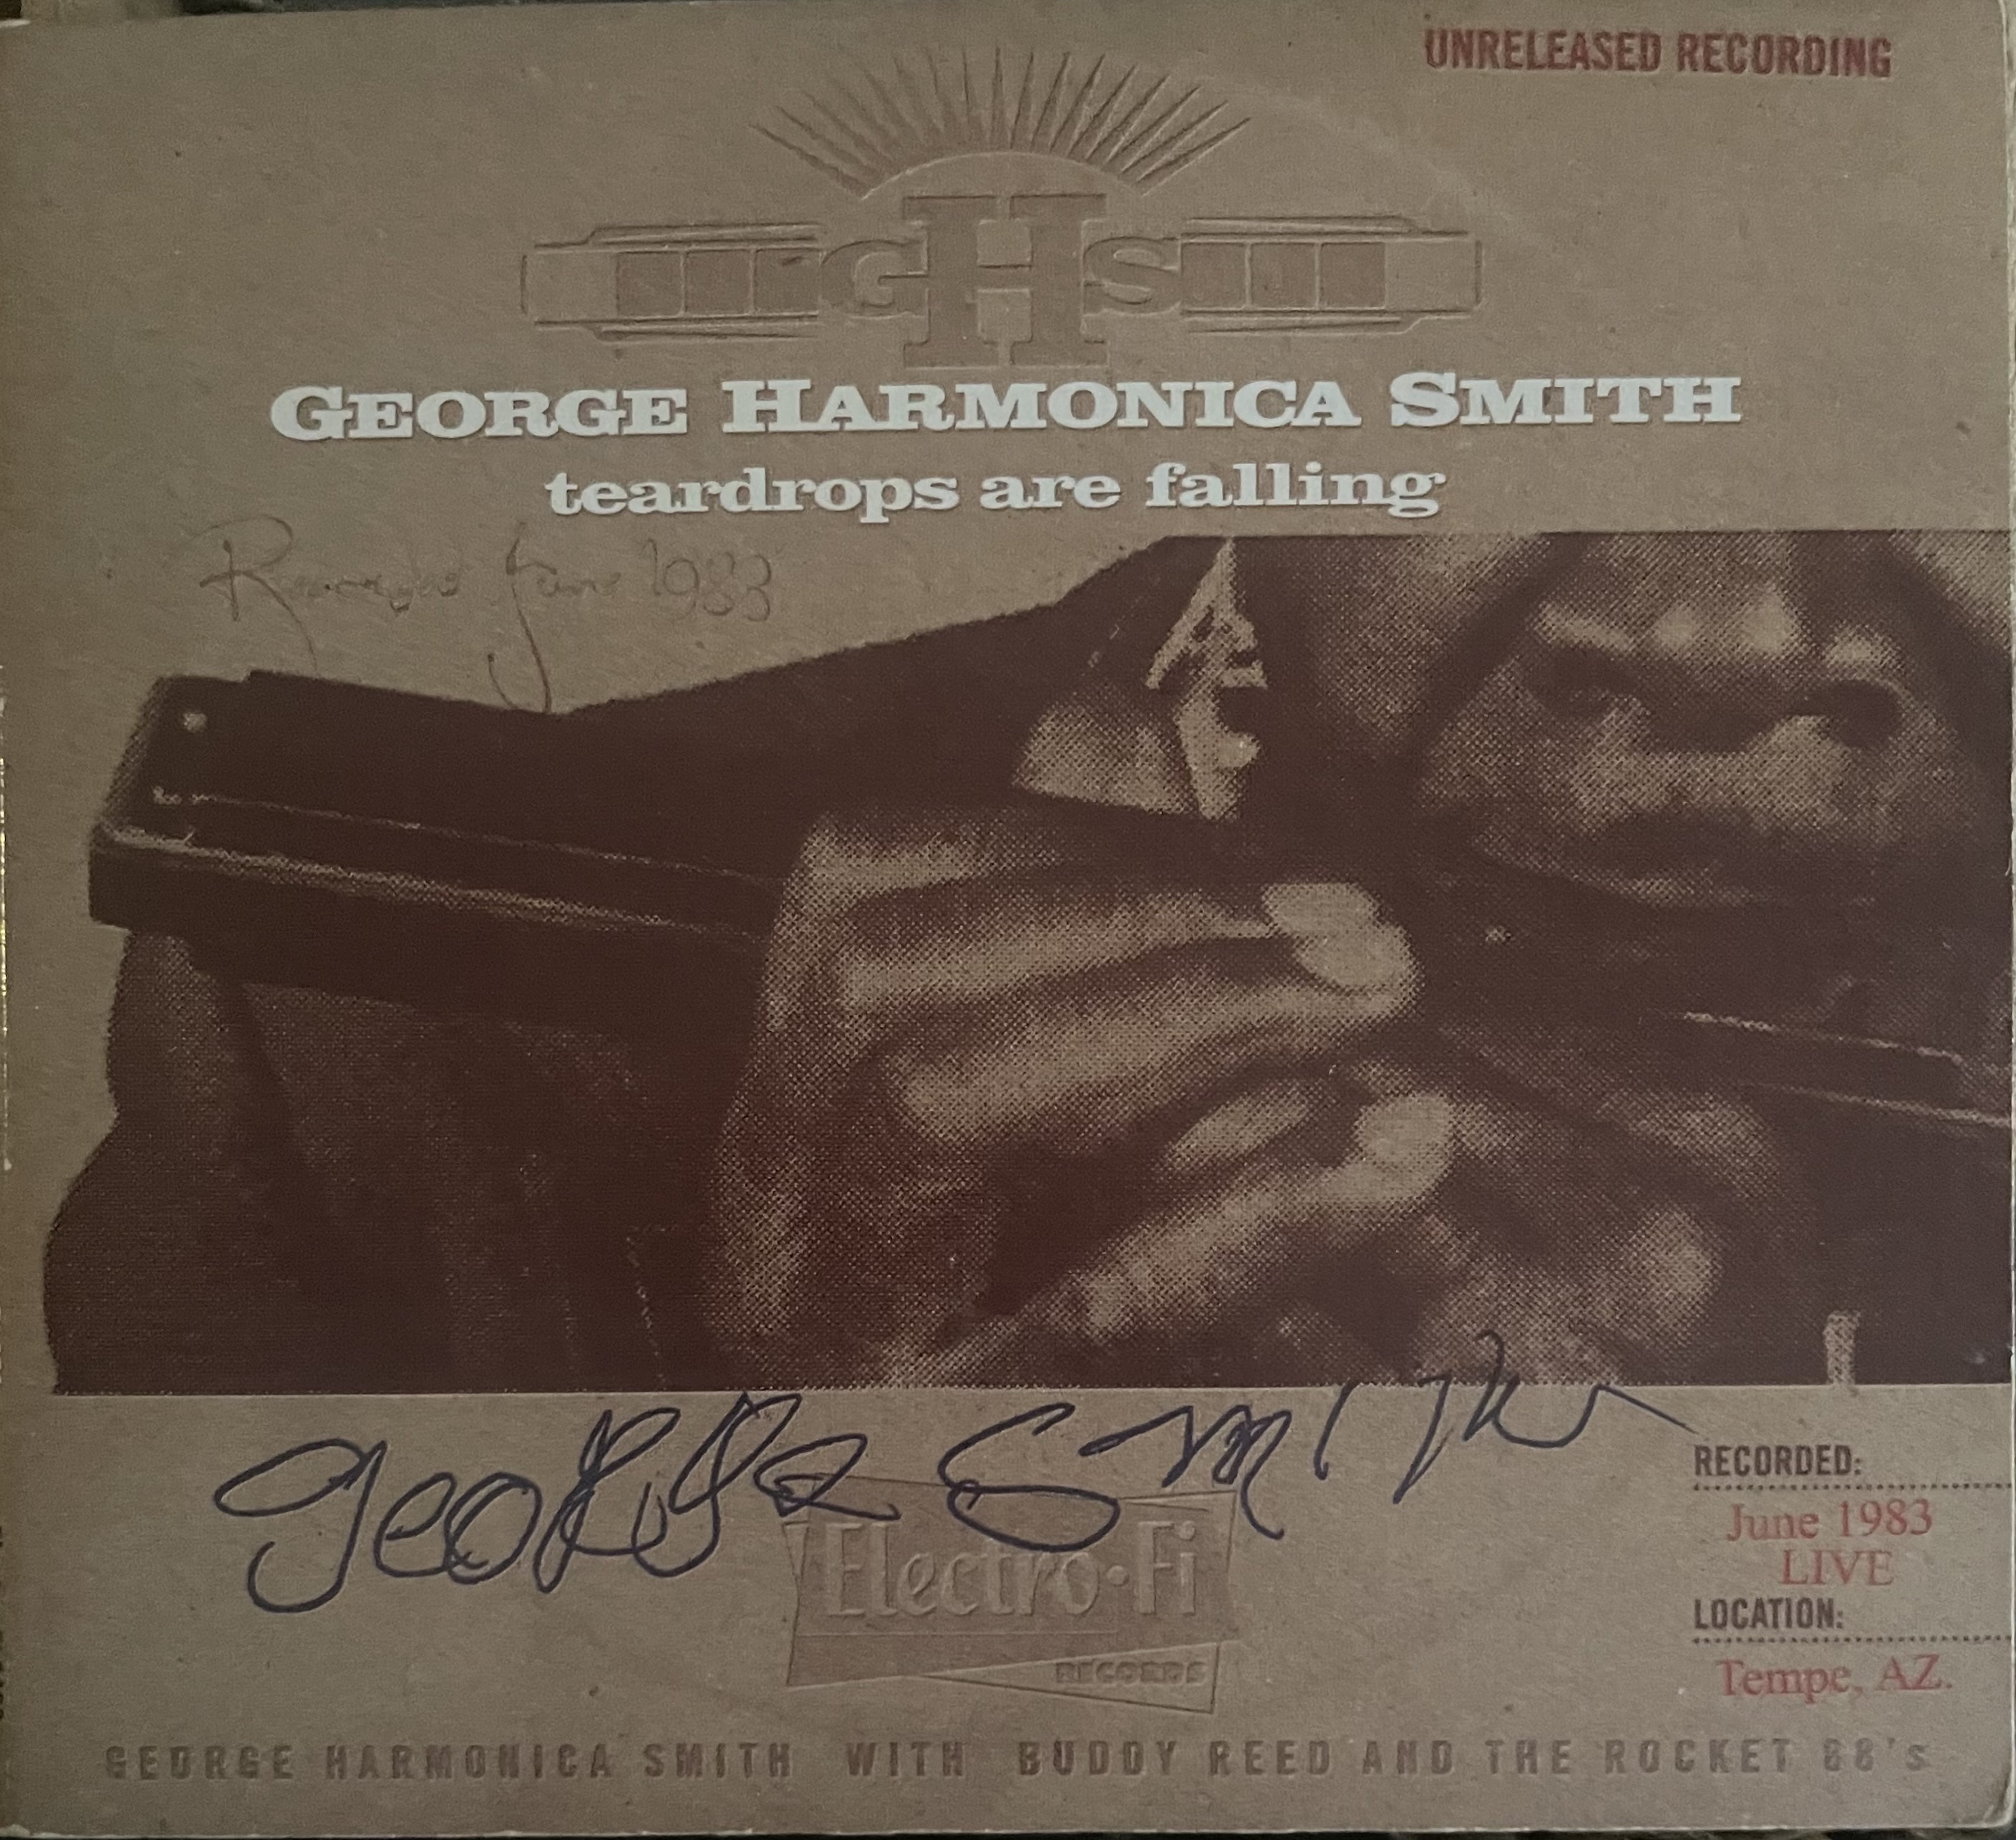 UNRELEASED RECORDING
GHS
GEORGE HARMONICA SMITH
teardrops are falling
Recorded June 1983
George Smith
Electro-Fi
RECORDS
RECORDED:
June 1983
LIVE
LOCATION:
Tempe, AZ.
GEORGE HARMONICA SMITH WITH BUDDY REED AND THE ROCKET 88's